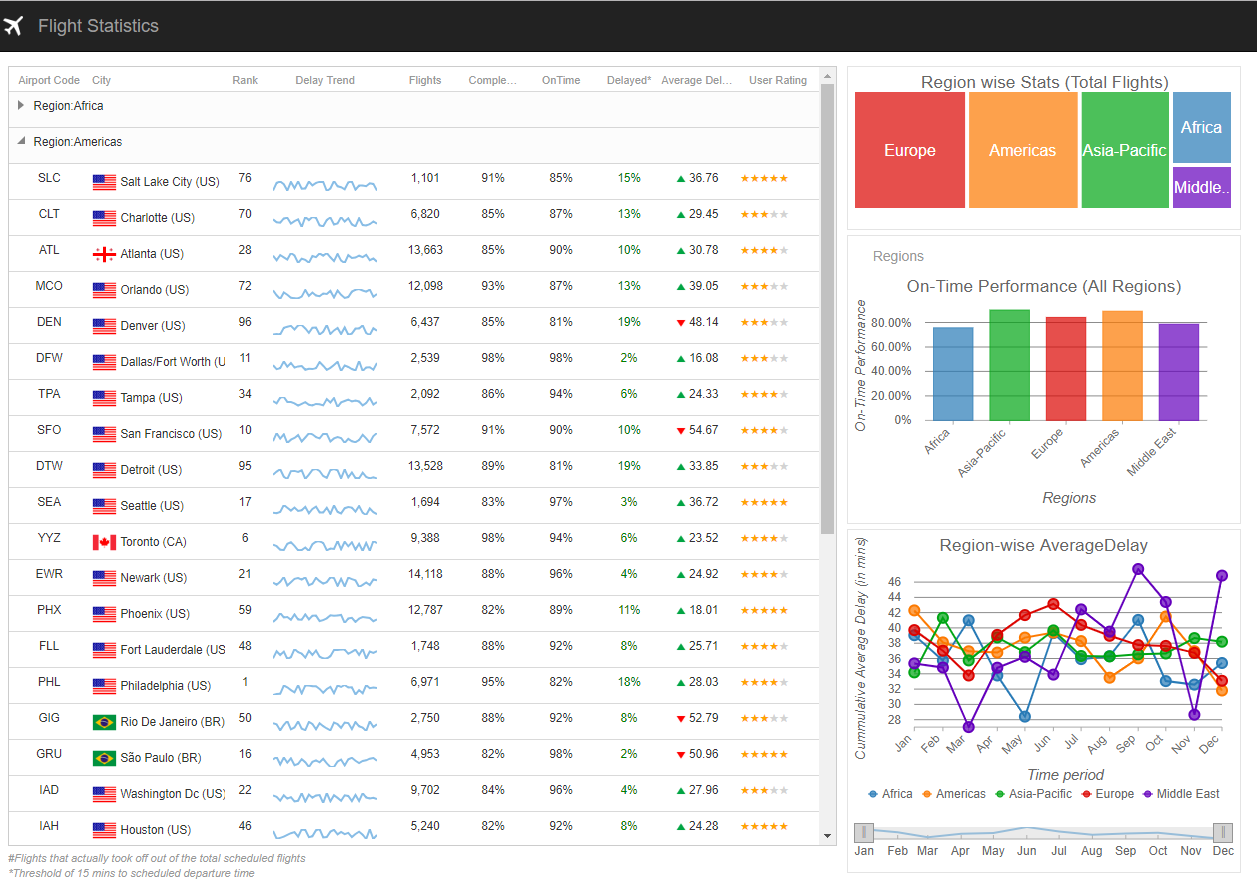 Flight Statistics
Airport Code City Rank Delay Trend Flights Comple... OnTime Delayed* Average Del... User Rating
Region:Africa
Region:Americas
SLC Salt Lake City (US) 76 1,101 91% 85% 15% 36.76
CLT Charlotte (US) 70 6,820 85% 87% 13% 29.45
ATL Atlanta (US) 28 13,663 85% 90% 10% 30.78
MCO Orlando (US) 72 12,098 93% 87% 13% 39.05
DEN Denver (US) 96 6,437 85% 81% 19% 48.14
DFW Dallas/Fort Worth (U 11 2,539 98% 98% 2% 16.08
TPA Tampa (US) 34 2,092 86% 94% 6% 24.33
SFO San Francisco (US) 10 7,572 91% 90% 10% 54.67
DTW Detroit (US) 95 13,528 89% 81% 19% 33.85
SEA Seattle (US) 17 1,694 83% 97% 3% 36.72
YYZ Toronto (CA) 6 9,388 98% 94% 6% 23.52
EWR Newark (US) 21 14,118 88% 96% 4% 24.92
PHX Phoenix (US) 59 12,787 82% 89% 11% 18.01
FLL Fort Lauderdale (US 48 1,748 88% 92% 8% 25.71
PHL Philadelphia (US) 1 6,971 95% 82% 18% 28.03
GIG Rio De Janeiro (BR) 50 2,750 88% 92% 8% 52.79
GRU São Paulo (BR) 16 4,953 82% 98% 2% 50.96
IAD Washington Dc (US) 22 9,702 84% 96% 4% 27.96
IAH Houston (US) 46 5,240 82% 92% 8% 24.28
#Flights that actually took off out of the total scheduled flights
*Threshold of 15 mins to scheduled departure time
Region wise Stats (Total Flights)
Europe
Americas
Asia-Pacific
Africa
Middle..
Regions
On-Time Performance (All Regions)
On-Time Performance
80.00%
60.00%
40.00%
20.00%
0%
Africa
Asia-Pacific
Europe
Americas
Middle East
Regions
Region-wise AverageDelay
Cummulative Average Delay (in mins)
46
44
42
40
38
36
34
32
30
28
Jan Feb Mar Apr May Jun Jul Aug Sep Oct Nov Dec
Time period
Africa Americas Asia-Pacific Europe Middle East
Jan Feb Mar Apr May Jun Jul Aug Sep Oct Nov Dec